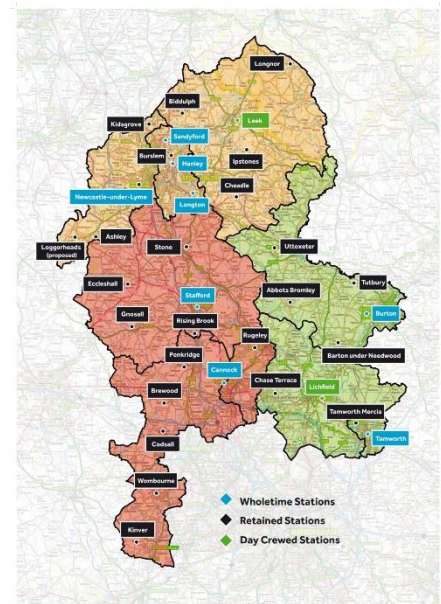 Longnor
Biddulph
Leek
Kidsgrove
Sandyford
Burslem
Hanley
Ipstones
Newcastle-under-Lyme
Cheadle
Longton
Ashley
Loggerheads
(proposed)
Stone
Uttoxeter
Eccleshall
Tutbury
Abbots Bromley
Stafford
Burton
Gnosall
Rising Brook
Rugeley
Barton under Needwood
Penkridge
Cannock
Chase Terrace
Lichfield
Brewood
Tamworth Mercia
Codsall
Tamworth
Wombourne
Wholetime Stations
Retained Stations
Kinver
Day Crewed Stations